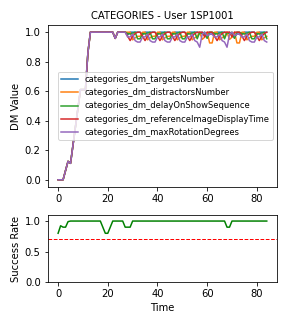 CATEGORIES - User 1SP1001
DM Value
1.0
0.8
0.6
0.4
0.2
0.0
categories_dm_targetsNumber
categories_dm_distractorsNumber
categories_dm_delayOnShowSequence
categories_dm_referenceImageDisplayTime
categories_dm_maxRotationDegrees
0 20 40 60 80
Success Rate
1.0
0.5
0.0
0 20 40 60 80
Time